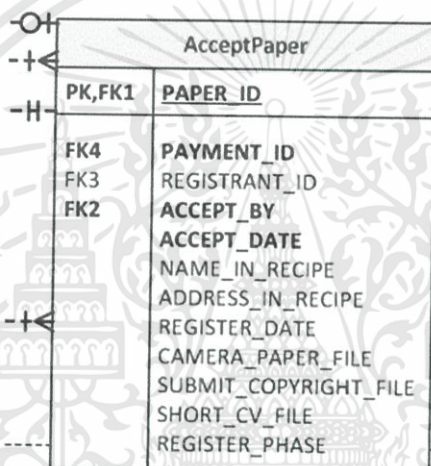 AcceptPaper
PK,FK1 PAPER_ID
FK4 PAYMENT_ID
FK3 REGISTRANT_ID
FK2 ACCEPT_BY
ACCEPT_DATE
NAME_IN_RECIPE
ADDRESS_IN_RECIPE
REGISTER_DATE
CAMERA_PAPER_FILE
SUBMIT_COPYRIGHT_FILE
SHORT_CV_FILE
REGISTER_PHASE